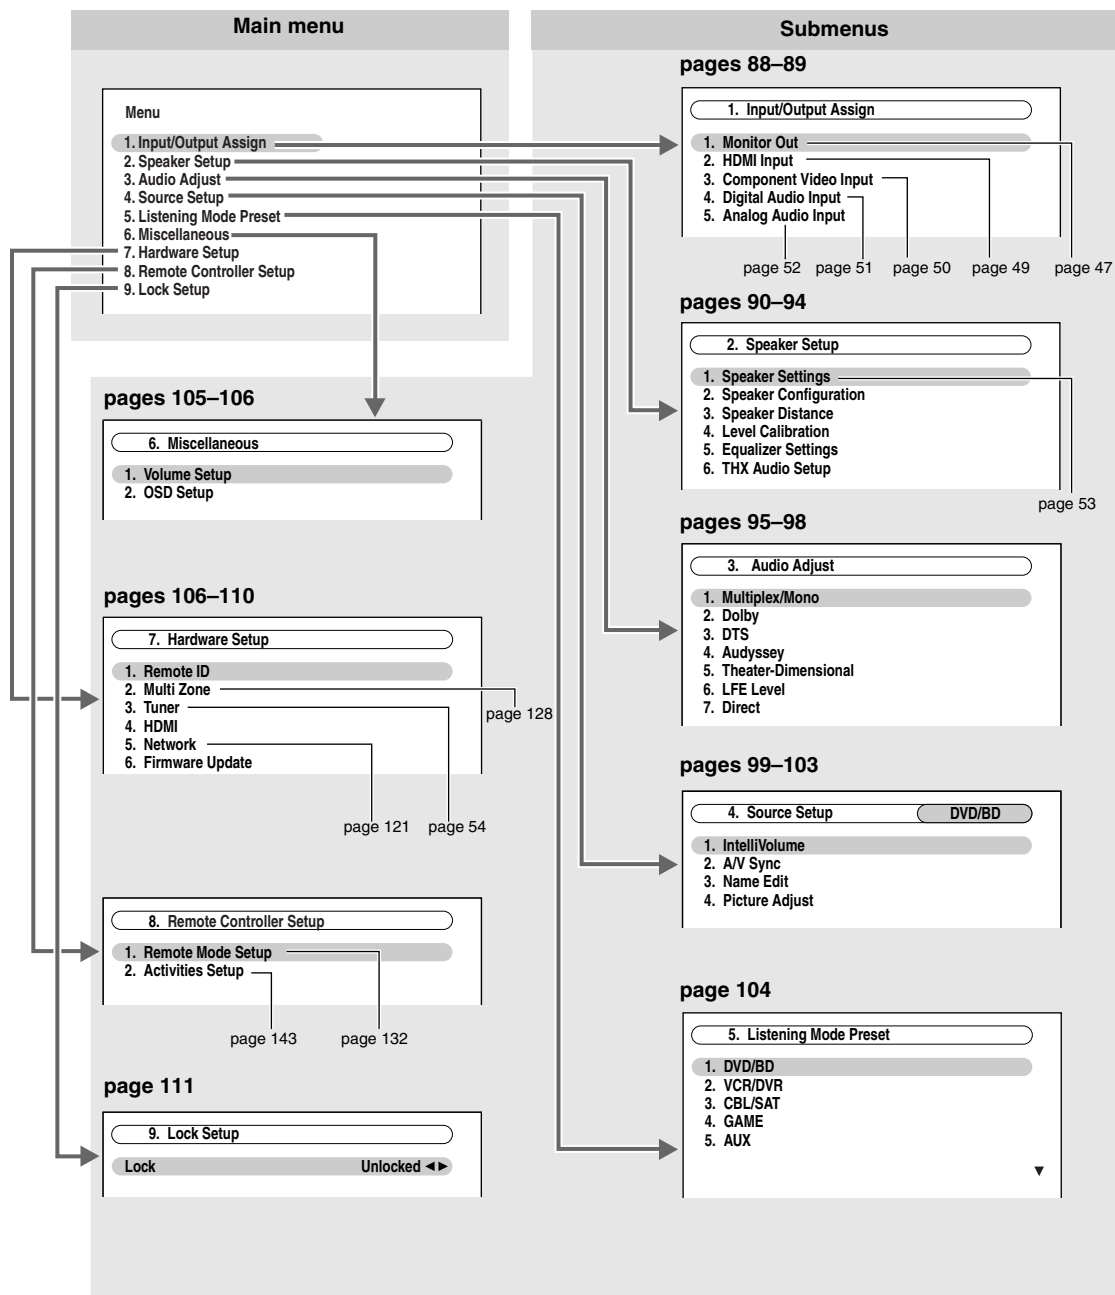 Main menu
Menu
1. Input/Output Assign
2. Speaker Setup
3. Audio Adjust
4. Source Setup
5. Listening Mode Preset
6. Miscellaneous
7. Hardware Setup
8. Remote Controller Setup
9. Lock Setup
Submenus
pages 88–89
1. Input/Output Assign
1. Monitor Out
2. HDMI Input
3. Component Video Input
4. Digital Audio Input
5. Analog Audio Input
page 52 page 51 page 50 page 49 page 47
pages 90–94
2. Speaker Setup
1. Speaker Settings
2. Speaker Configuration
3. Speaker Distance
4. Level Calibration
5. Equalizer Settings
6. THX Audio Setup
page 53
pages 95–98
3. Audio Adjust
1. Multiplex/Mono
2. Dolby
3. DTS
4. Audyssey
5. Theater-Dimensional
6. LFE Level
7. Direct
pages 99–103
4. Source Setup DVD/BD
1. IntelliVolume
2. A/V Sync
3. Name Edit
4. Picture Adjust
page 104
5. Listening Mode Preset
1. DVD/BD
2. VCR/DVR
3. CBL/SAT
4. GAME
5. AUX
pages 105–106
6. Miscellaneous
1. Volume Setup
2. OSD Setup
pages 106–110
7. Hardware Setup
1. Remote ID
2. Multi Zone
3. Tuner
4. HDMI
5. Network
6. Firmware Update
page 128
page 121 page 54
8. Remote Controller Setup
1. Remote Mode Setup
2. Activities Setup
page 143 page 132
page 111
9. Lock Setup
Lock Unlocked